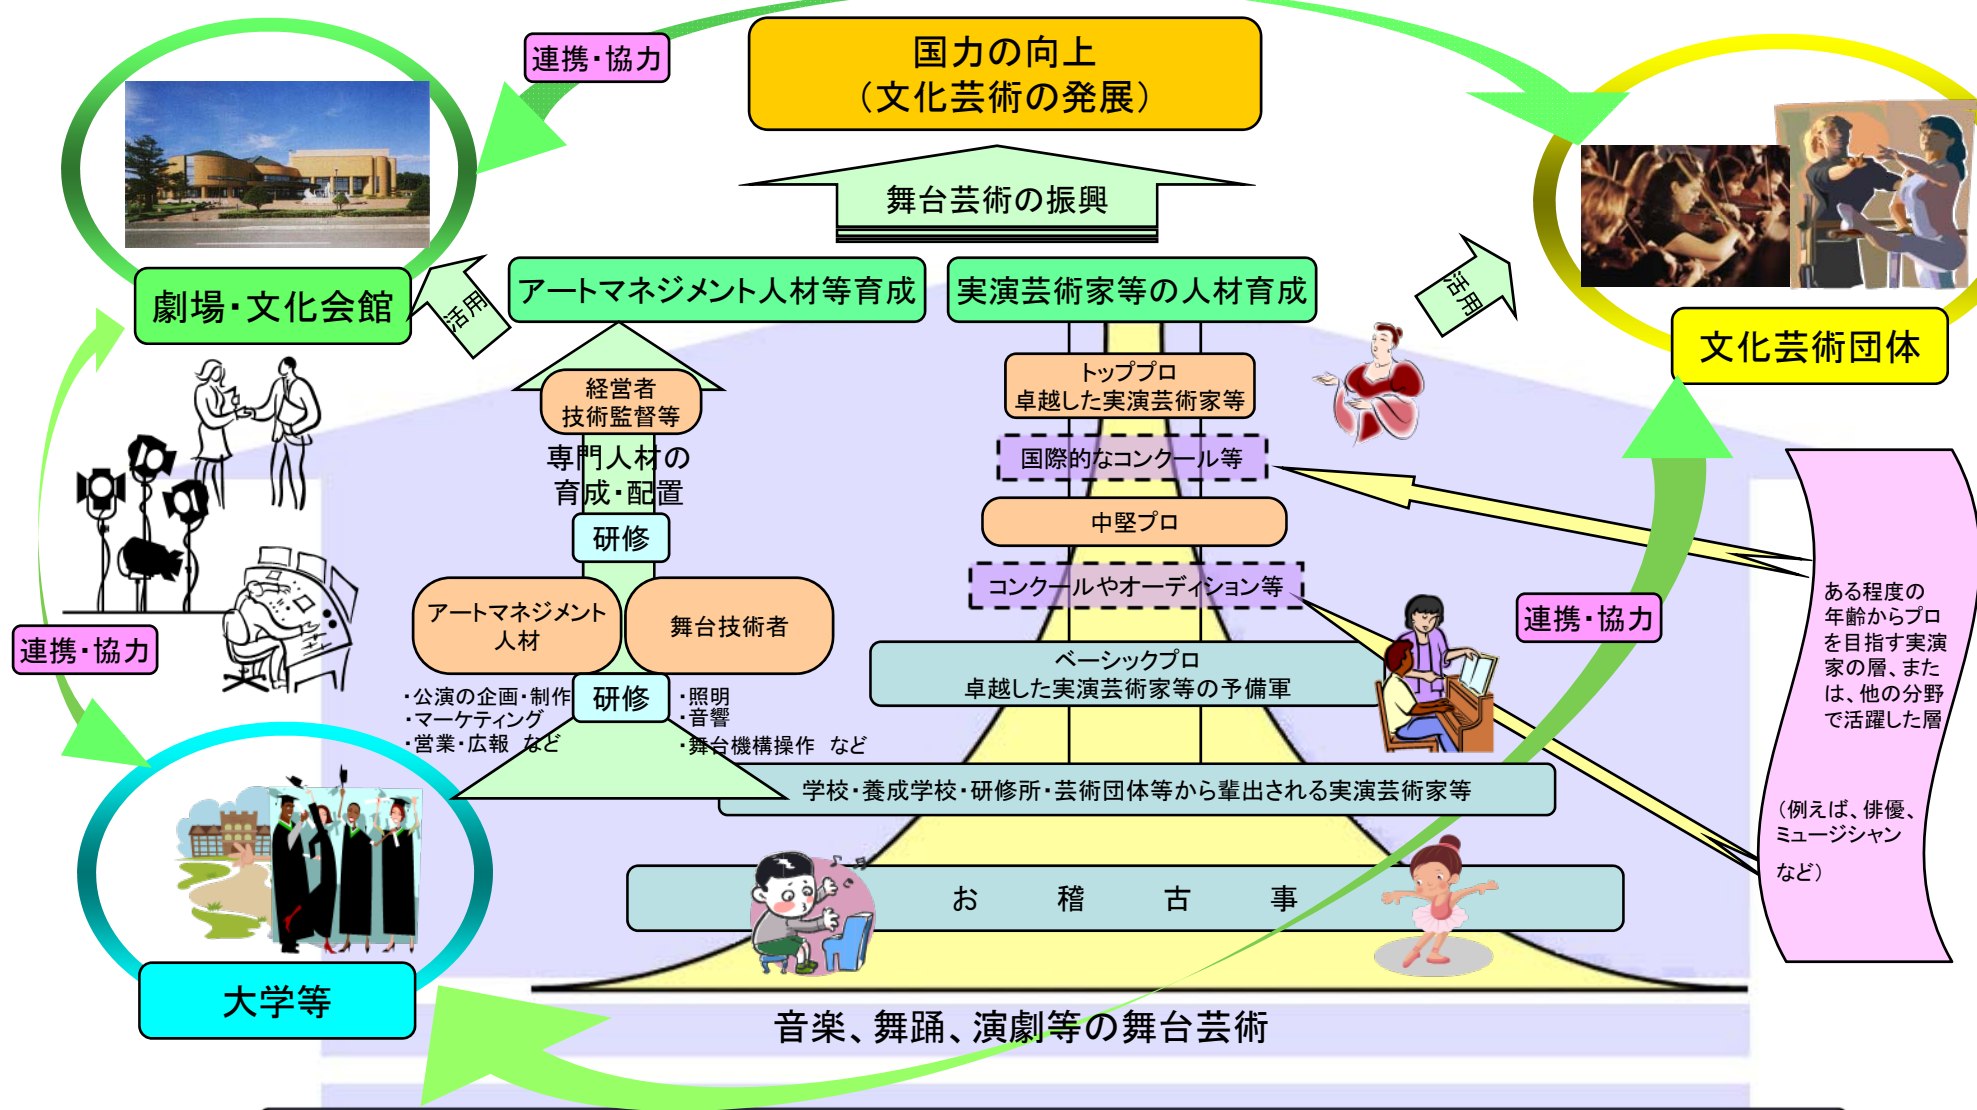 連携・協力
国力の向上
（文化芸術の発展）
舞台芸術の振興
劇場・文化会館
活用
アートマネジメント人材等育成
実演芸術家等の人材育成
活用
文化芸術団体
経営者
技術監督等
専門人材の
育成・配置
研修
アートマネジメント
人材
舞台技術者
研修
・公演の企画・制作
・マーケティング
・営業・広報　など
・照明
・音響
・舞台機構操作　など
トッププロ
卓越した実演芸術家等
国際的なコンクール等
中堅プロ
コンクールやオーディション等
ベーシックプロ
卓越した実演芸術家等の予備軍
学校・養成学校・研修所・芸術団体等から輩出される実演芸術家等
お　稽　古　事
連携・協力
連携・協力
ある程度の
年齢からプロ
を目指す実演
家の層、また
は、他の分野
で活躍した層
（例えば、俳優、
ミュージシャン
など）
大学等
音楽、舞踊、演劇等の舞台芸術